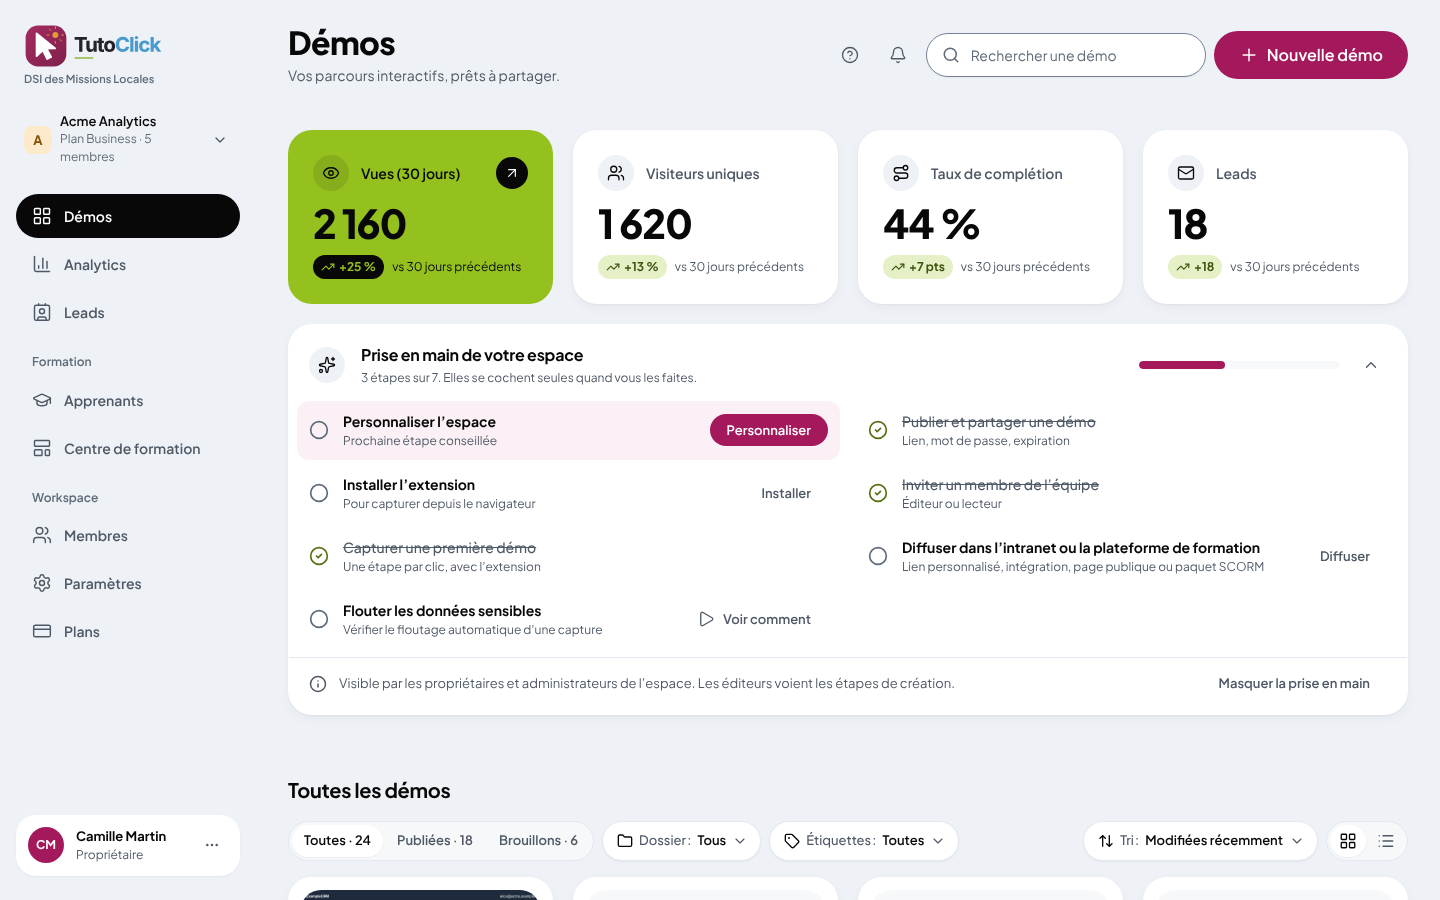 TutoClick
DSI des Missions Locales
A
Acme Analytics
Plan Business · 5
membres
Démos
Analytics
Leads
Formation
Apprenants
Centre de formation
Workspace
Membres
Paramètres
Plans
CM
Camille Martin
Propriétaire
Démos
Vos parcours interactifs, prêts à partager.
Rechercher une démo
Nouvelle démo
Vues (30 jours)
2 160
+25 % vs 30 jours précédents
Visiteurs uniques
1 620
+13 % vs 30 jours précédents
Taux de complétion
44 %
+7 pts vs 30 jours précédents
Leads
18
+18 vs 30 jours précédents
Prise en main de votre espace
3 étapes sur 7. Elles se cochent seules quand vous les faites.
Personnaliser l’espace
Prochaine étape conseillée
Personnaliser
Installer l’extension
Pour capturer depuis le navigateur
Installer
Capturer une première démo
Une étape par clic, avec l’extension
Flouter les données sensibles
Vérifier le floutage automatique d’une capture
Voir comment
Publier et partager une démo
Lien, mot de passe, expiration
Inviter un membre de l’équipe
Éditeur ou lecteur
Diffuser dans l’intranet ou la plateforme de formation
Lien personnalisé, intégration, page publique ou paquet SCORM
Diffuser
Visible par les propriétaires et administrateurs de l’espace. Les éditeurs voient les étapes de création.
Masquer la prise en main
Toutes les démos
Toutes · 24
Publiées · 18
Brouillons · 6
Dossier : Tous
Étiquettes : Toutes
Tri : Modifiées récemment